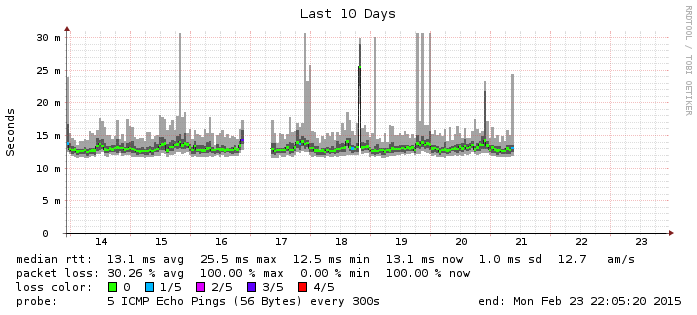 Last 10 Days
RRDTOOL / TOBI OETIKER
Seconds
30 m
25 m
20 m
15 m
10 m
5 m
0
14 15 16 17 18 19 20 21 22 23
median rtt: 13.1 ms avg 25.5 ms max 12.5 ms min 13.1 ms now 1.0 ms sd 12.7 am/s
packet loss: 30.26 % avg 100.00 % max 0.00 % min 100.00 % now
loss color: 0 1/5 2/5 3/5 4/5
probe: 5 ICMP Echo Pings (56 Bytes) every 300s end: Mon Feb 23 22:05:20 2015